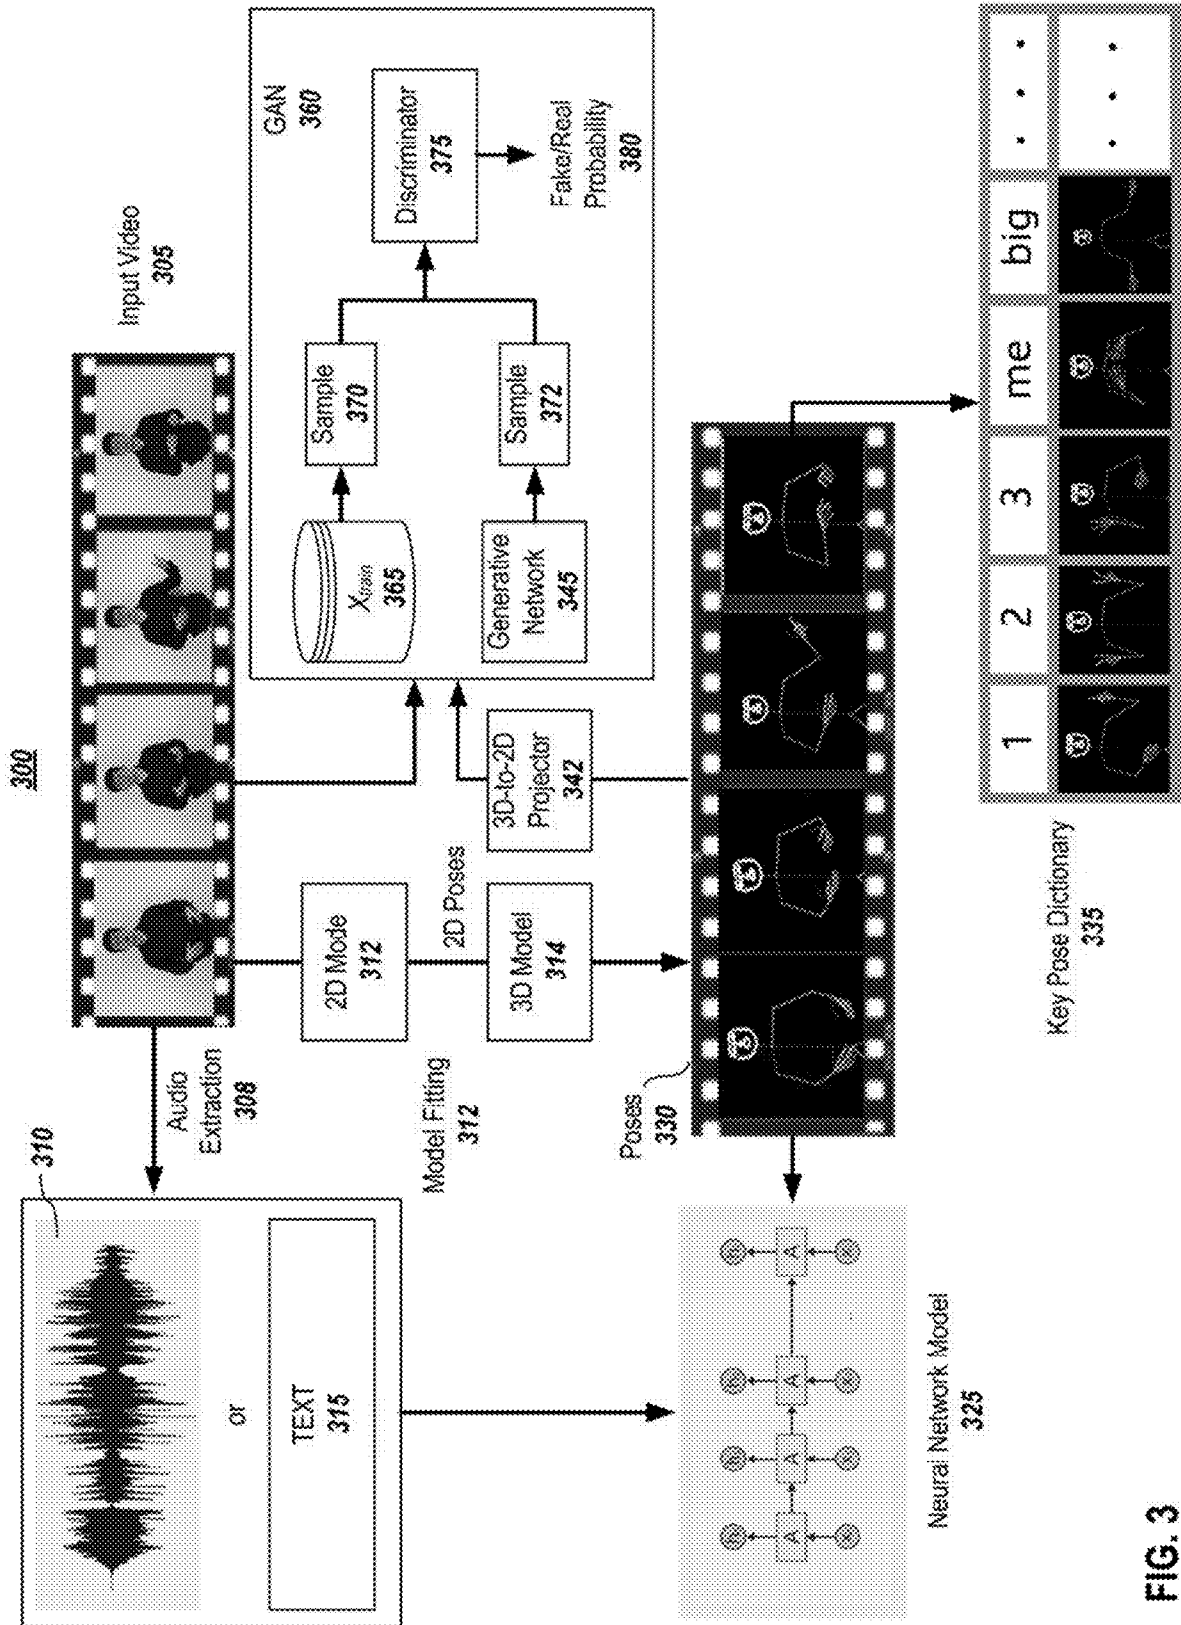 300
Input Video
305
Audio
Extraction
308
310
or
TEXT
315
2D Mode
312
Model Fitting
312
2D Poses
3D Model
314
3D-to-2D
Projector
342
GAN
360
Xtrain
365
Sample
370
Generative
Network
345
Sample
372
Discriminator
375
Fake/Real
Probability
380
Poses
330
A A A A
Neural Network Model
325
1 2 3 me big
Key Pose Dictionary
335
FIG. 3